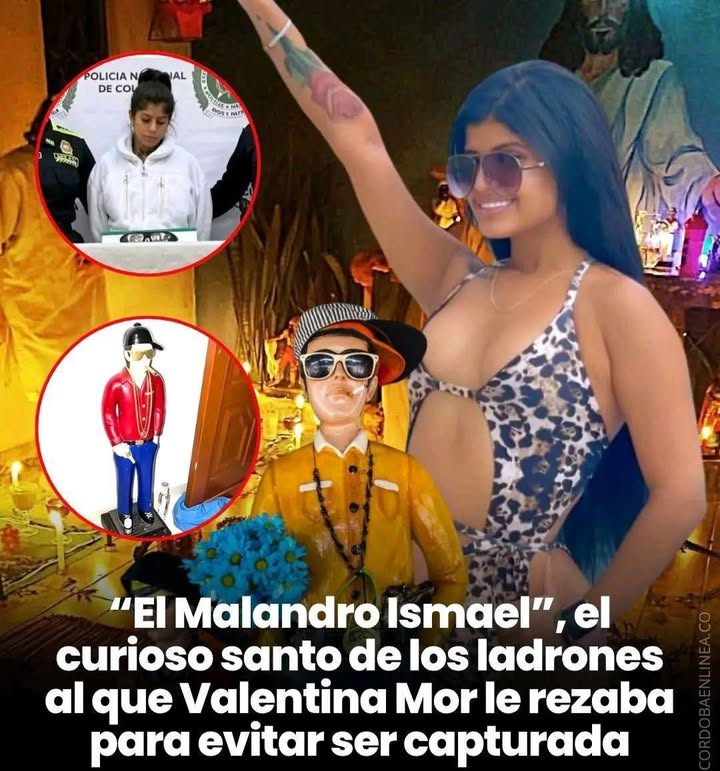 POLICIA N AL
DE COL
“El Malandro Ismael”, el
curioso santo de los ladrones
al que Valentina Mor le rezaba
para evitar ser capturada
CORDOBAENLINEA.CO